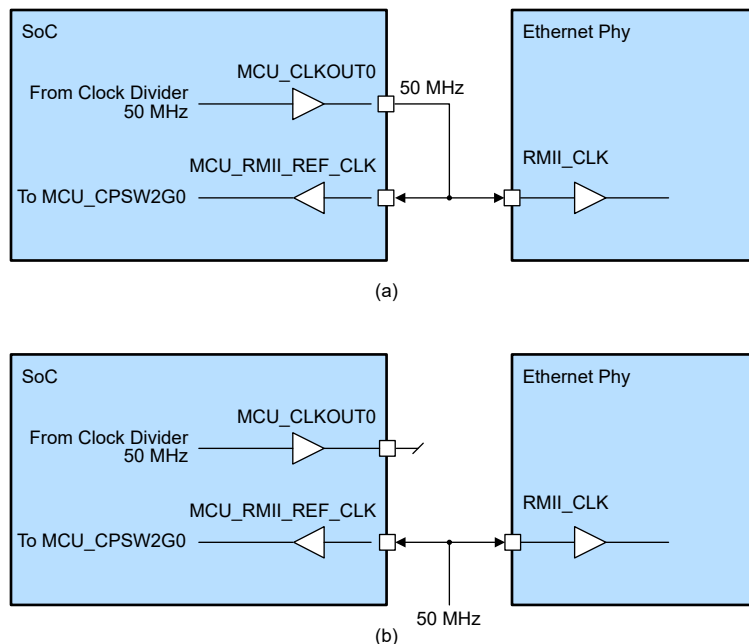 SoC
Ethernet Phy
MCU_CLKOUT0
From Clock Divider
50 MHz
50 MHz
MCU_RMII_REF_CLK
RMII_CLK
To MCU_CPSW2G0
(a)
SoC
Ethernet Phy
MCU_CLKOUT0
From Clock Divider
50 MHz
MCU_RMII_REF_CLK
RMII_CLK
To MCU_CPSW2G0
50 MHz
(b)